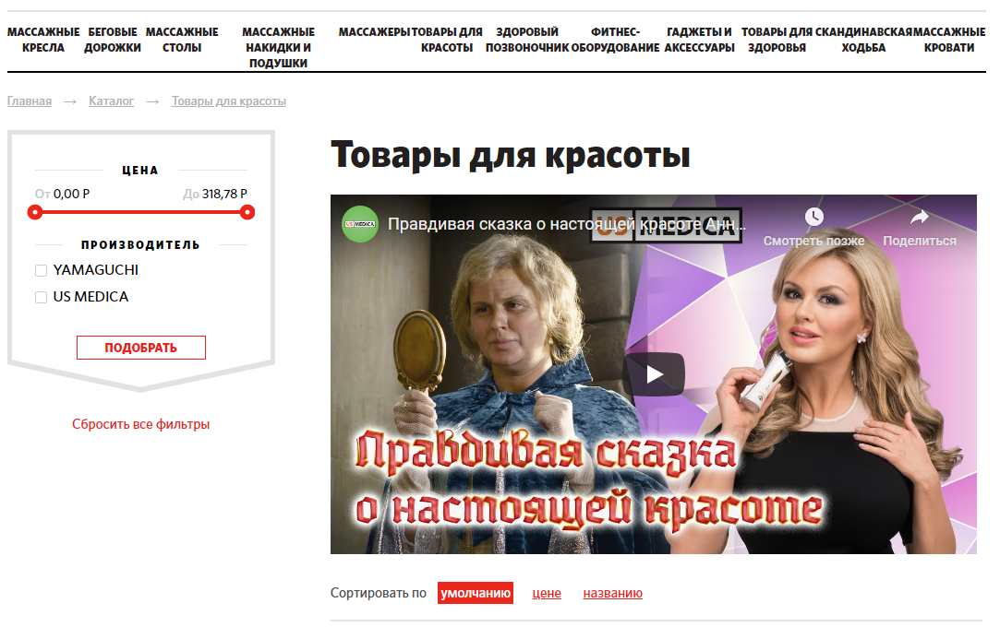 МАССАЖНЫЕ КРЕСЛА
БЕГОВЫЕ ДОРОЖКИ
МАССАЖНЫЕ СТОЛЫ
МАССАЖНЫЕ НАКИДКИ И ПОДУШКИ
МАССАЖЕРЫ
ТОВАРЫ ДЛЯ КРАСОТЫ
ЗДОРОВЫЙ ПОЗВОНОЧНИК
ФИТНЕС-ОБОРУДОВАНИЕ
ГАДЖЕТЫ И АКСЕССУАРЫ
ТОВАРЫ ДЛЯ ЗДОРОВЬЯ
СКАНДИНАВСКАЯ ХОДЬБА
МАССАЖНЫЕ КРОВАТИ
Главная → Каталог → Товары для красоты
ЦЕНА
От 0,00 Р До 318,78 Р
ПРОИЗВОДИТЕЛЬ
YAMAGUCHI
US MEDICA
ПОДОБРАТЬ
Сбросить все фильтры
Товары для красоты
US MEDICA
Правдивая сказка о настоящей красоте Анн...
US MEDICA
Смотреть позже
Поделиться
Правдивая сказка
о настоящей красоте
Сортировать по умолчанию цене названию